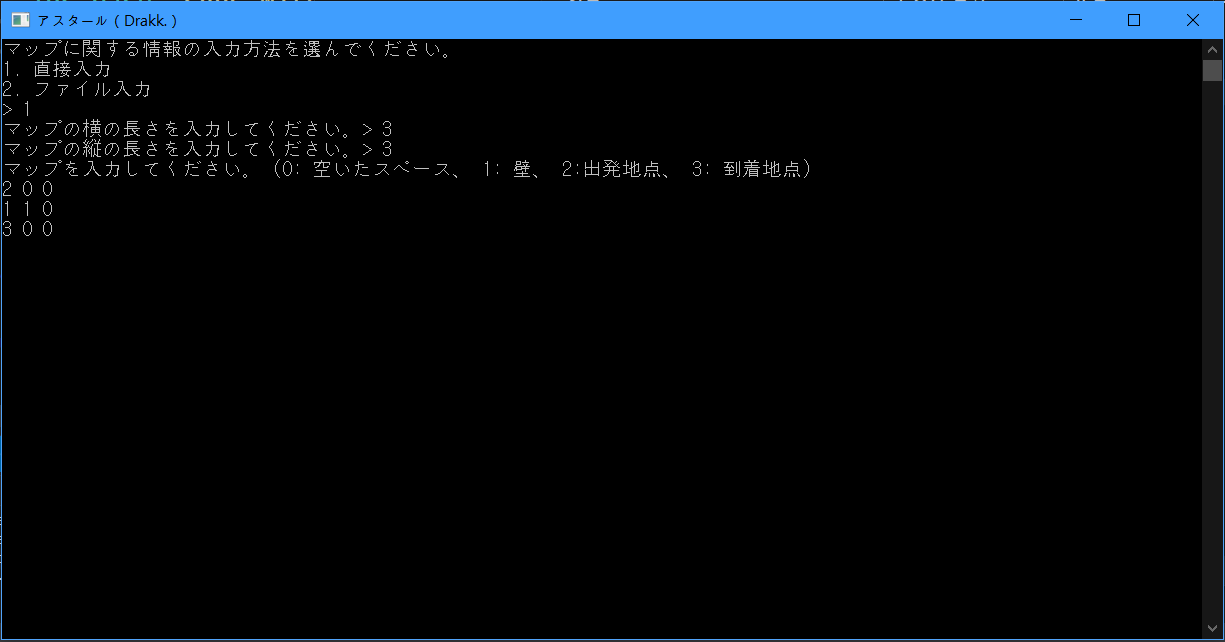 アスタール ( Drakk. )
マップに関する情報の入力方法を選んでください。
1. 直接入力
2. ファイル入力
> 1
マップの横の長さを入力してください。> 3
マップの縦の長さを入力してください。> 3
マップを入力してください。 (0: 空いたスペース、 1: 壁、 2:出発地点、 3: 到着地点)
2 0 0
1 1 0
3 0 0